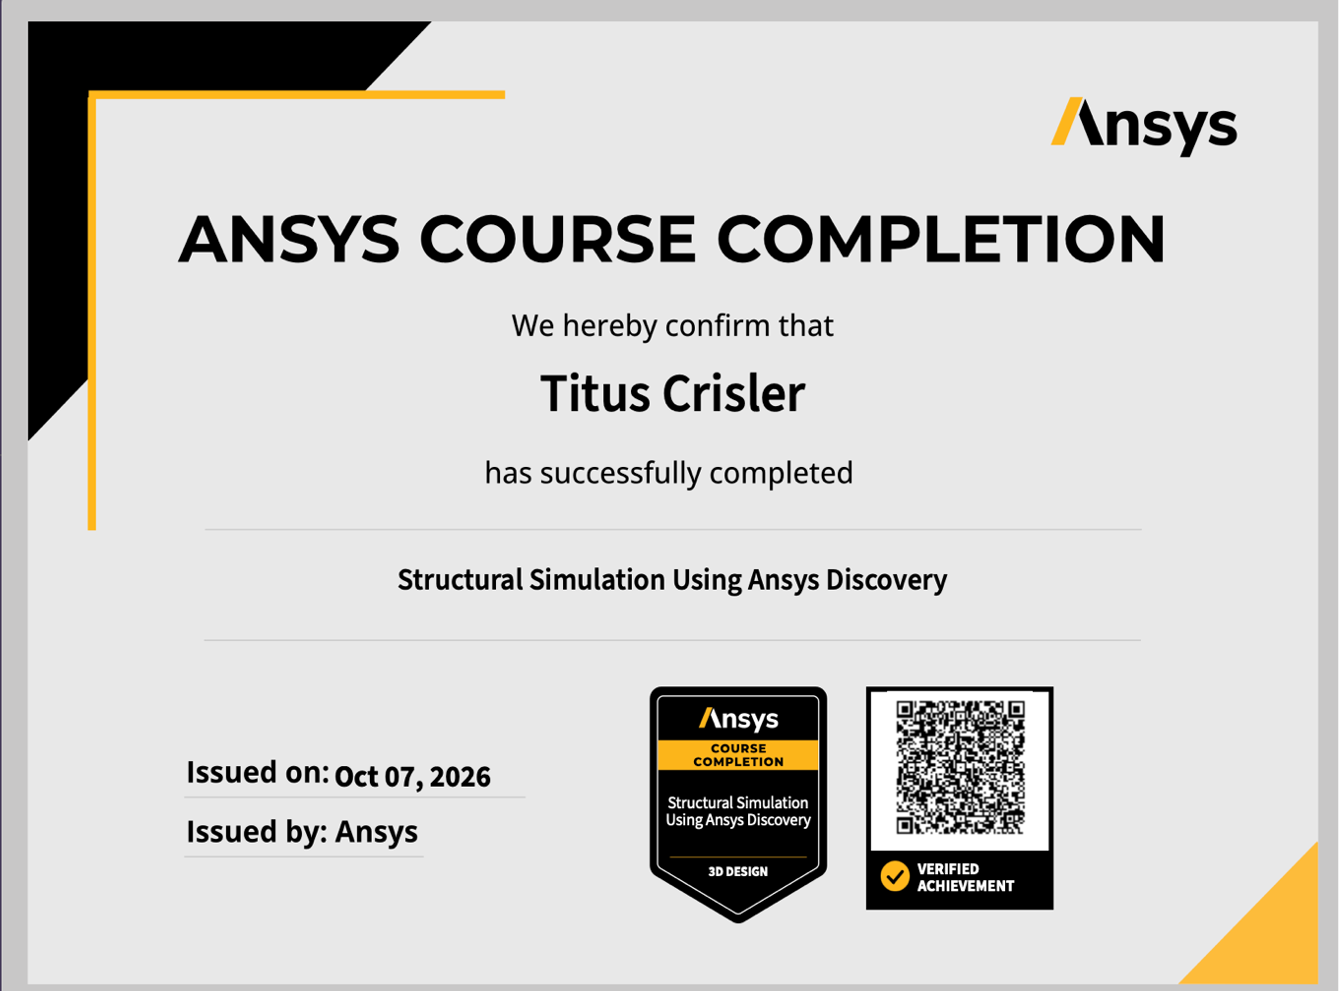 Ansys
ANSYS COURSE COMPLETION
We hereby confirm that
Titus Crisler
has successfully completed
Structural Simulation Using Ansys Discovery
Issued on: Oct 07, 2026
Issued by: Ansys
Ansys
COURSE
COMPLETION
Structural Simulation
Using Ansys Discovery
3D DESIGN
VERIFIED
ACHIEVEMENT